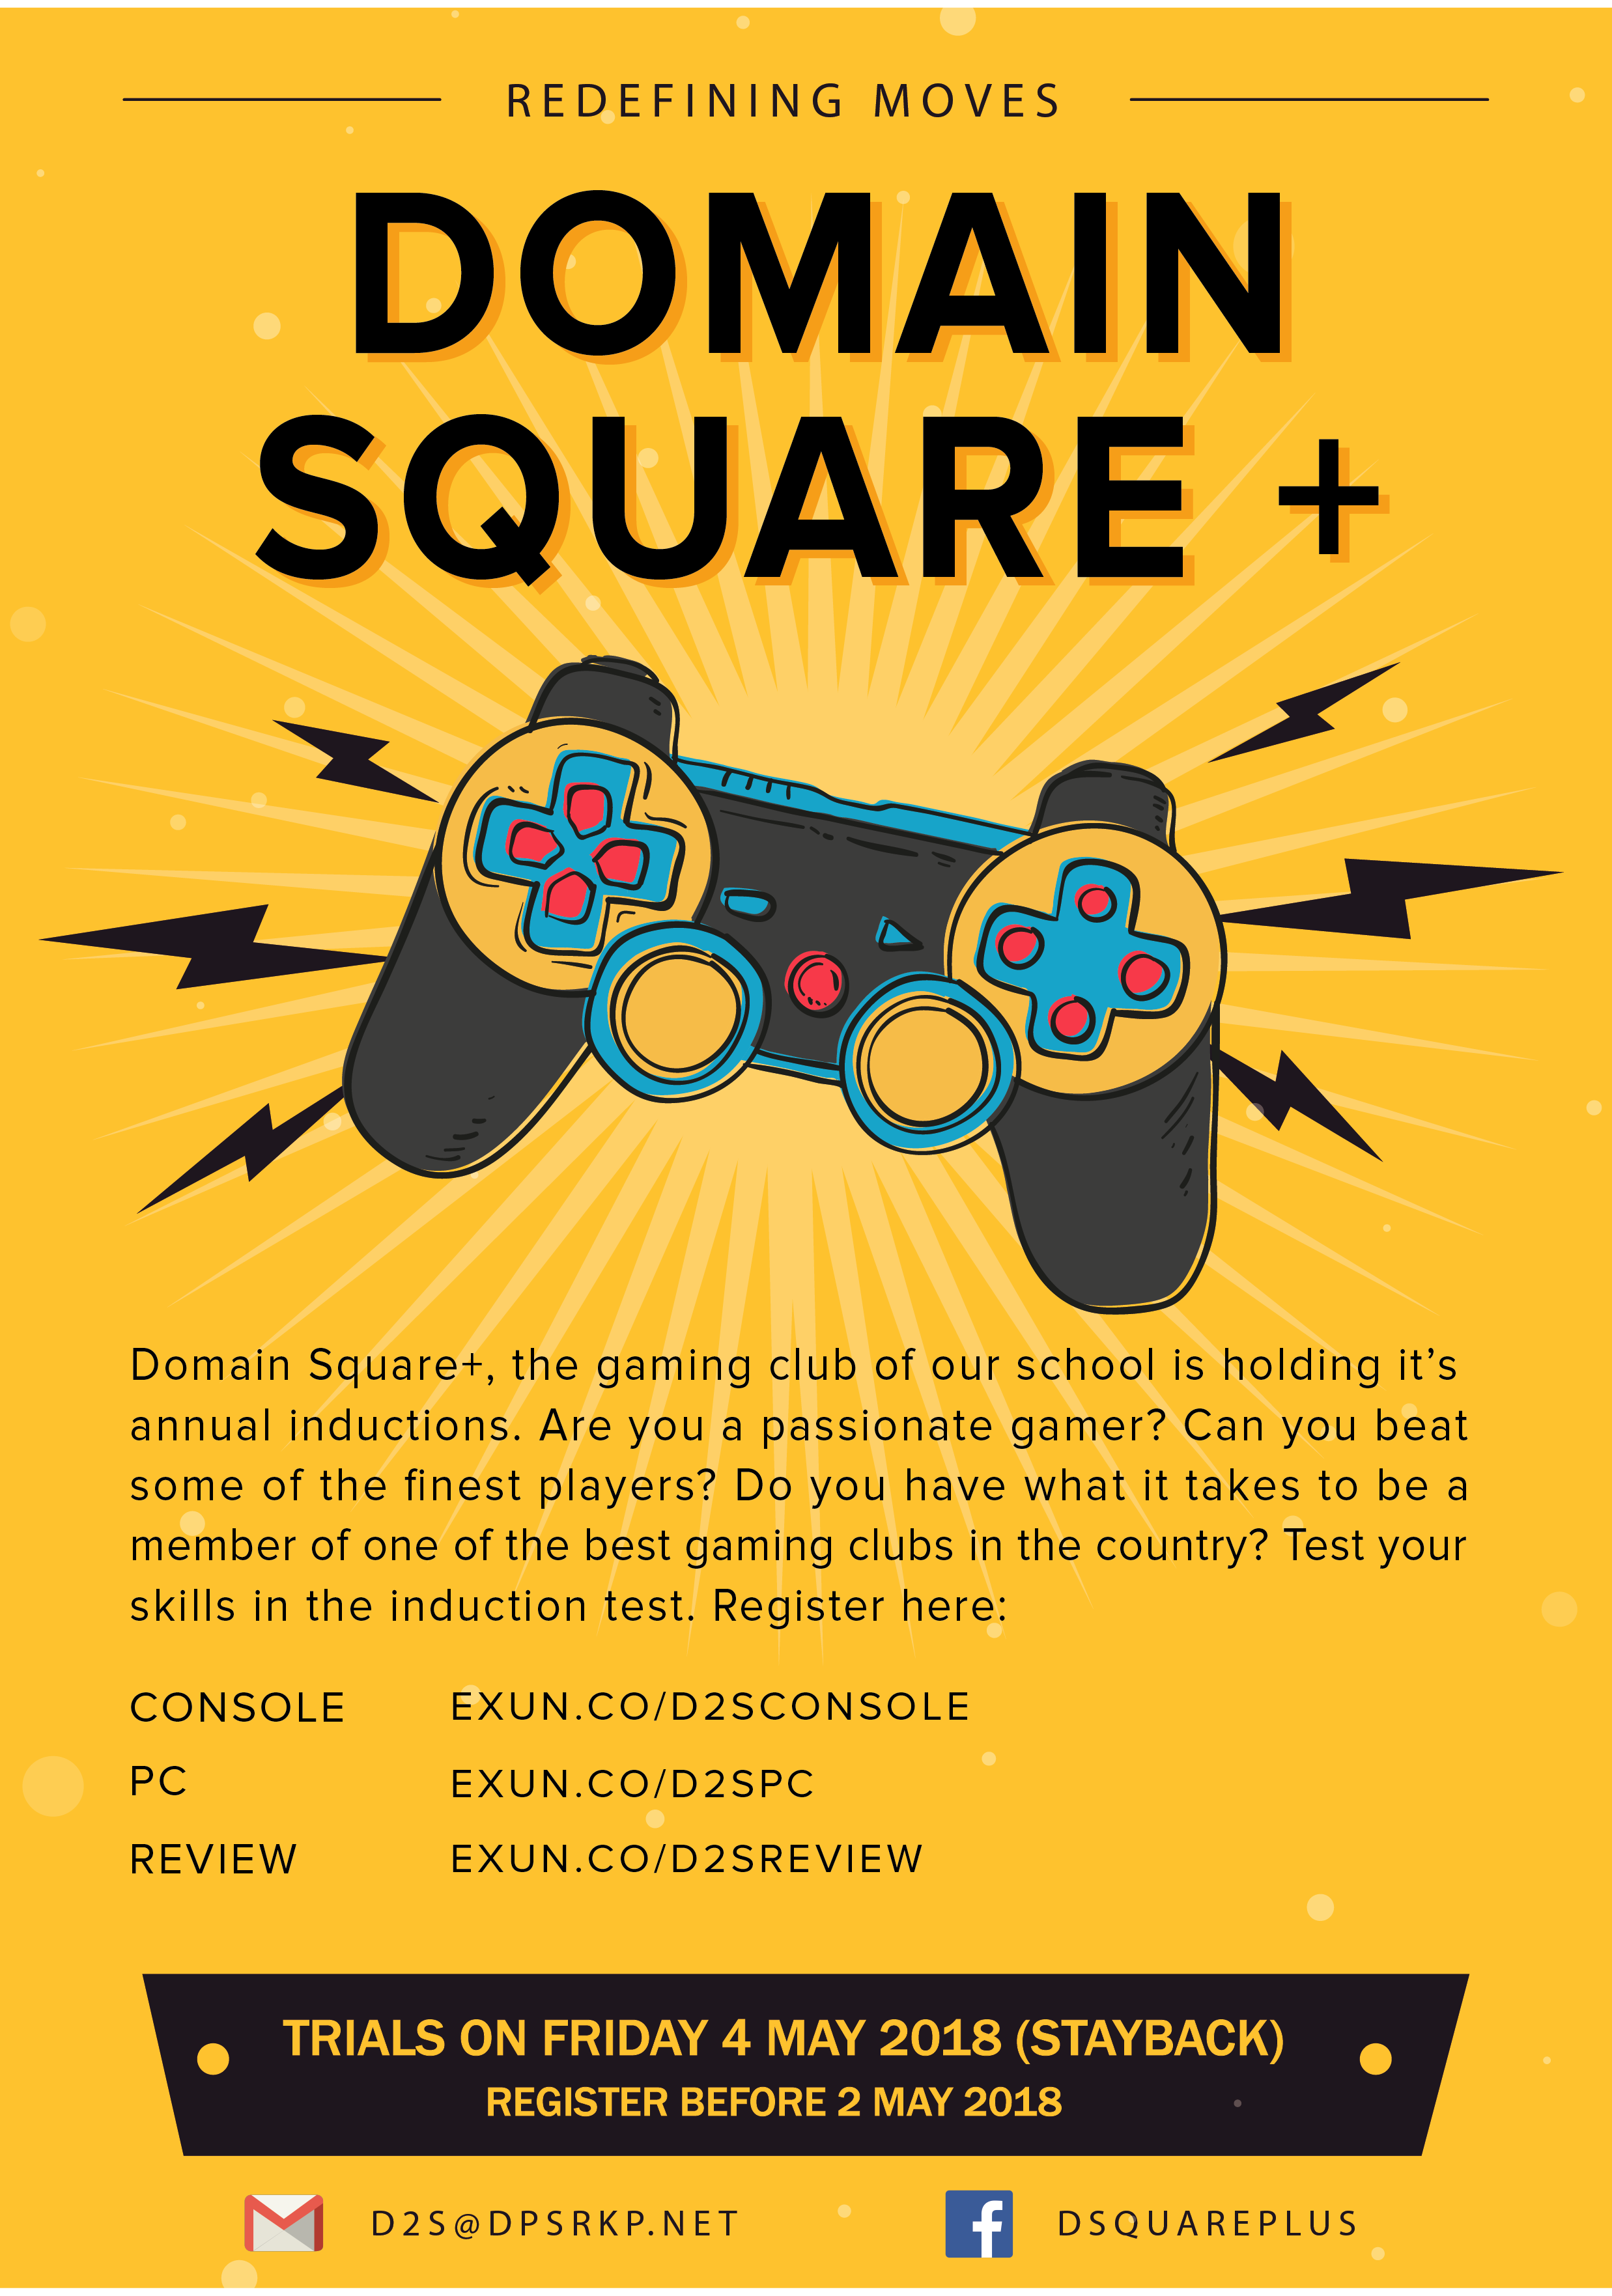 REDEFINING MOVES
DOMAIN
SQUARE +
Domain Square+, the gaming club of our school is holding it’s
annual inductions. Are you a passionate gamer? Can you beat
some of the finest players? Do you have what it takes to be a
member of one of the best gaming clubs in the country? Test your
skills in the induction test. Register here:
CONSOLE EXUN.CO/D2SCONSOLE
PC EXUN.CO/D2SPC
REVIEW EXUN.CO/D2SREVIEW
TRIALS ON FRIDAY 4 MAY 2018 (STAYBACK)
REGISTER BEFORE 2 MAY 2018
D2S@DPSRKP.NET f DSQUAREPLUS